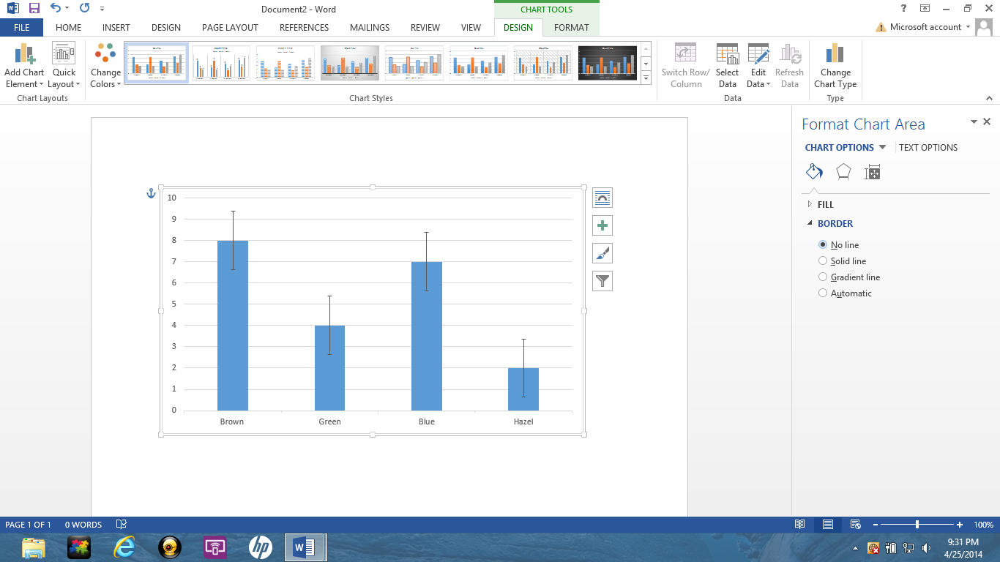 Document2 - Word
CHART TOOLS
?
FILE HOME INSERT DESIGN PAGE LAYOUT REFERENCES MAILINGS REVIEW VIEW DESIGN FORMAT Microsoft account
Add Chart Element
Quick Layout
Chart Layouts
Change Colors
Chart Styles
Switch Row/
Column
Select
Data
Edit
Data
Refresh
Data
Data
Change
Chart Type
Type
Format Chart Area
CHART OPTIONS TEXT OPTIONS
FILL
BORDER
No line
Solid line
Gradient line
Automatic
10
9
8
7
6
5
4
3
2
1
0
Brown Green Blue Hazel
PAGE 1 OF 1 0 WORDS 100%
hp
9:31 PM
4/25/2014